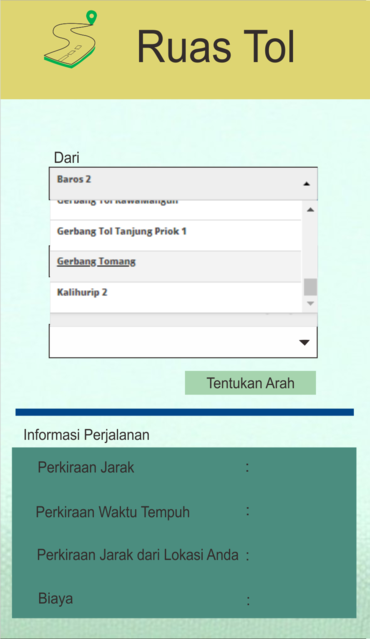 Ruas Tol
Dari
Baros 2
Gerbang Tol Rawamangun
Gerbang Tol Tanjung Priok 1
Gerbang Tomang
Kalihurip 2
Tentukan Arah
Informasi Perjalanan
Perkiraan Jarak :
Perkiraan Waktu Tempuh :
Perkiraan Jarak dari Lokasi Anda :
Biaya :